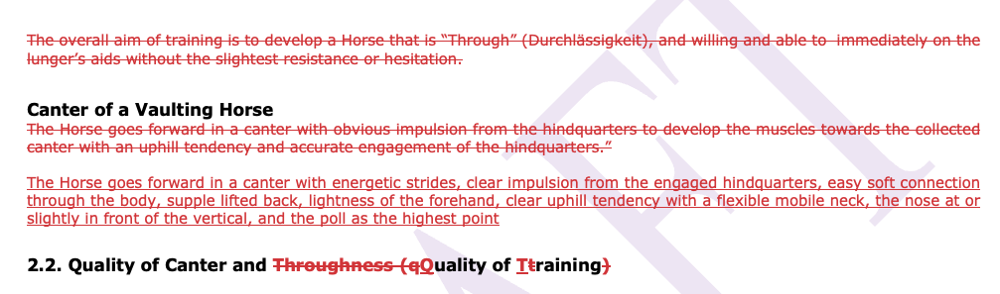 The overall aim of training is to develop a Horse that is “Through” (Durchlässigkeit), and willing and able to  immediately on the
lunger’s aids without the slightest resistance or hesitation.
Canter of a Vaulting Horse
The Horse goes forward in a canter with obvious impulsion from the hindquarters to develop the muscles towards the collected
canter with an uphill tendency and accurate engagement of the hindquarters.”
The Horse goes forward in a canter with energetic strides, clear impulsion from the engaged hindquarters, easy soft connection
through the body, supple lifted back, lightness of the forehand, clear uphill tendency with a flexible mobile neck, the nose at or
slightly in front of the vertical, and the poll as the highest point
2.2. Quality of Canter and Throughness (qQuality of Ttraining)